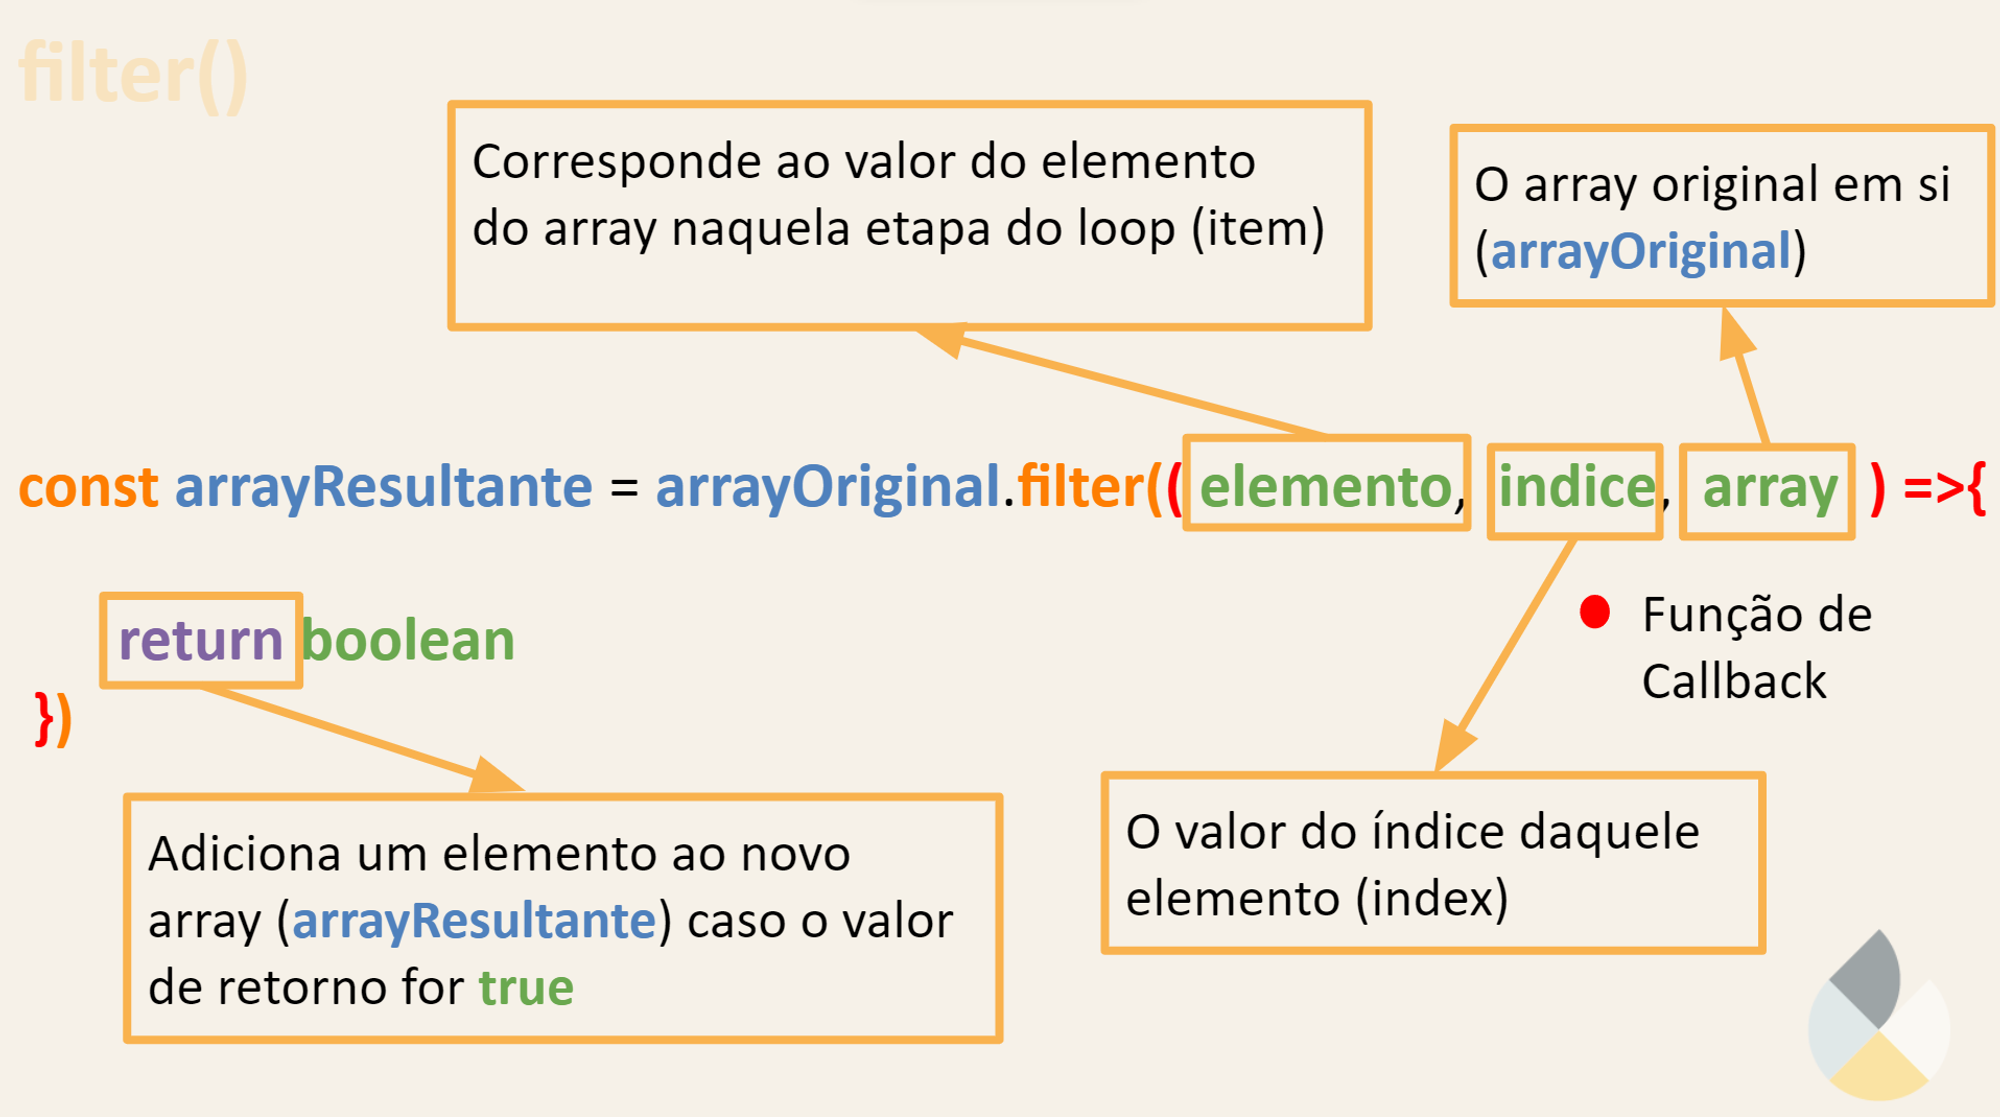 filter()
Corresponde ao valor do elemento
do array naquela etapa do loop (item)
O array original em si
(arrayOriginal)
const arrayResultante = arrayOriginal.filter(( elemento, indice, array ) =>{
return boolean
})
Função de
Callback
Adiciona um elemento ao novo
array (arrayResultante) caso o valor
de retorno for true
O valor do índice daquele
elemento (index)